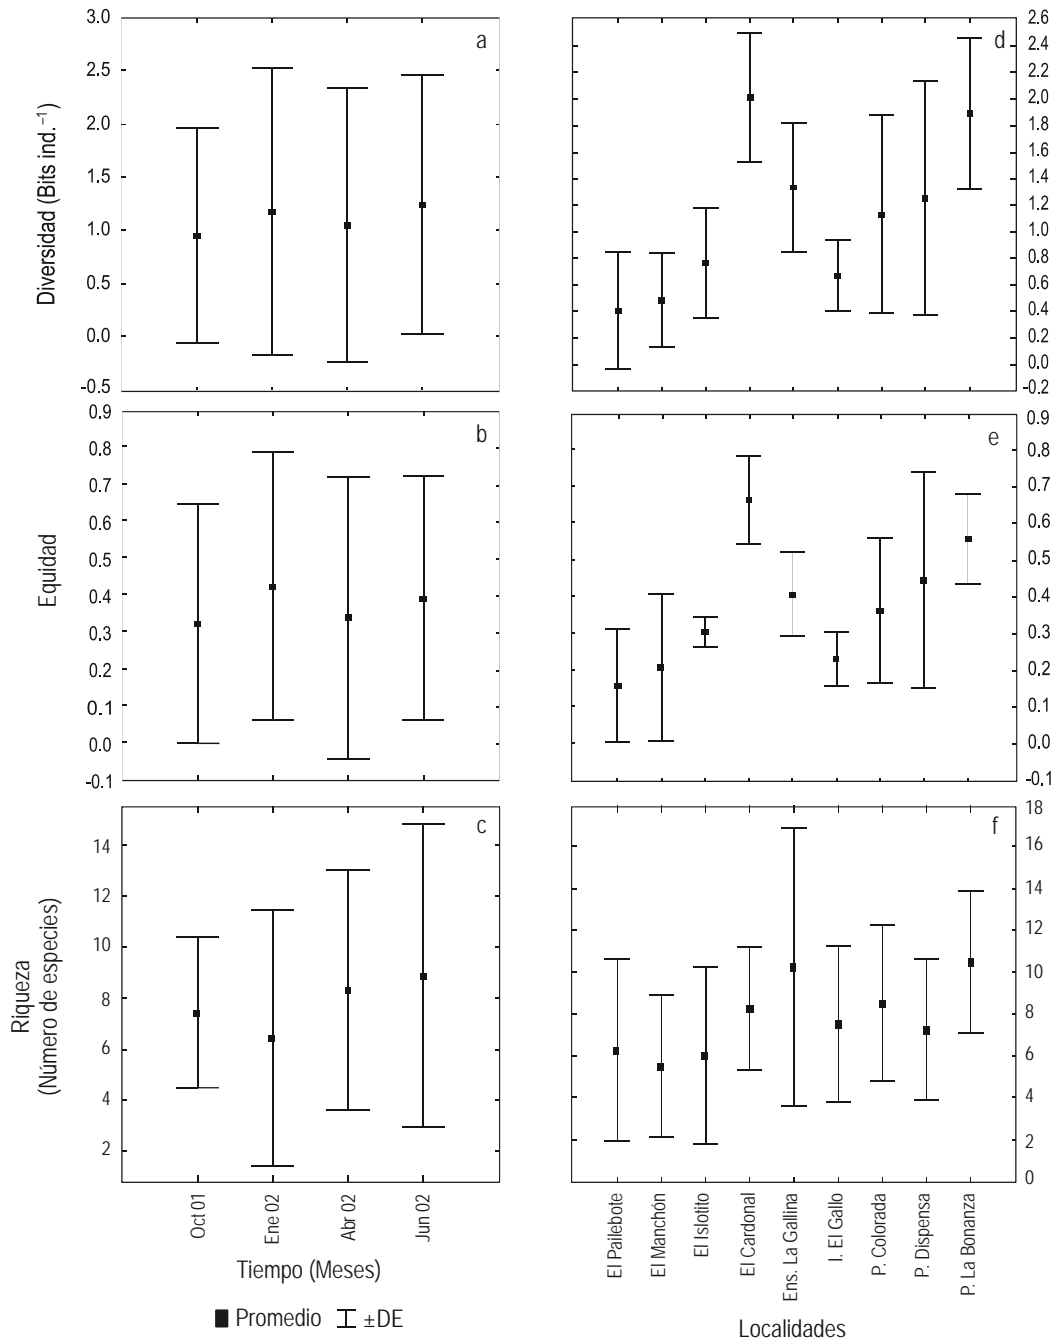 a
3.0
2.5
2.0
1.5
1.0
0.5
0.0
-0.5
Diversidad (Bits ind.⁻¹)
d
2.6
2.4
2.2
2.0
1.8
1.6
1.4
1.2
1.0
0.8
0.6
0.4
0.2
0.0
-0.2
b
0.9
0.8
0.7
0.6
0.5
0.4
0.3
0.2
0.1
0.0
-0.1
Equidad
e
0.9
0.8
0.7
0.6
0.5
0.4
0.3
0.2
0.1
0.0
-0.1
c
14
12
10
8
6
4
2
Riqueza
(Número de especies)
f
18
16
14
12
10
8
6
4
2
0
Oct 01
Ene 02
Abr 02
Jun 02
Tiempo (Meses)
El Pailebote
El Manchón
El Islotito
El Cardonal
Ens. La Gallina
I. El Gallo
P. Colorada
P. Dispensa
P. La Bonanza
Localidades
Promedio ±DE